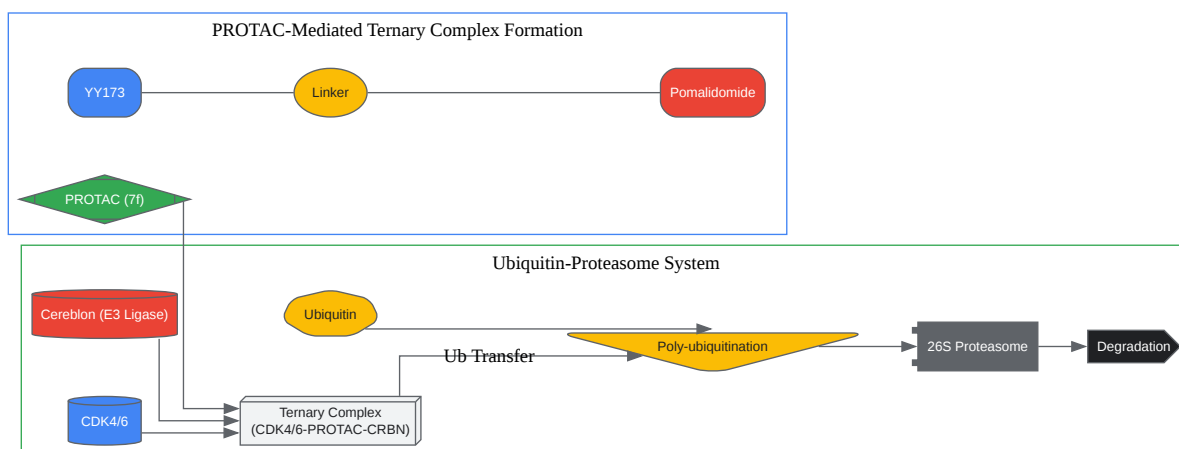 PROTAC-Mediated Ternary Complex Formation
YY173
Linker
Pomalidomide
PROTAC (7f)
Ubiquitin-Proteasome System
Cereblon (E3 Ligase)
Ubiquitin
Poly-ubiquitination
26S Proteasome
Degradation
Ub Transfer
CDK4/6
Ternary Complex
(CDK4/6-PROTAC-CRBN)